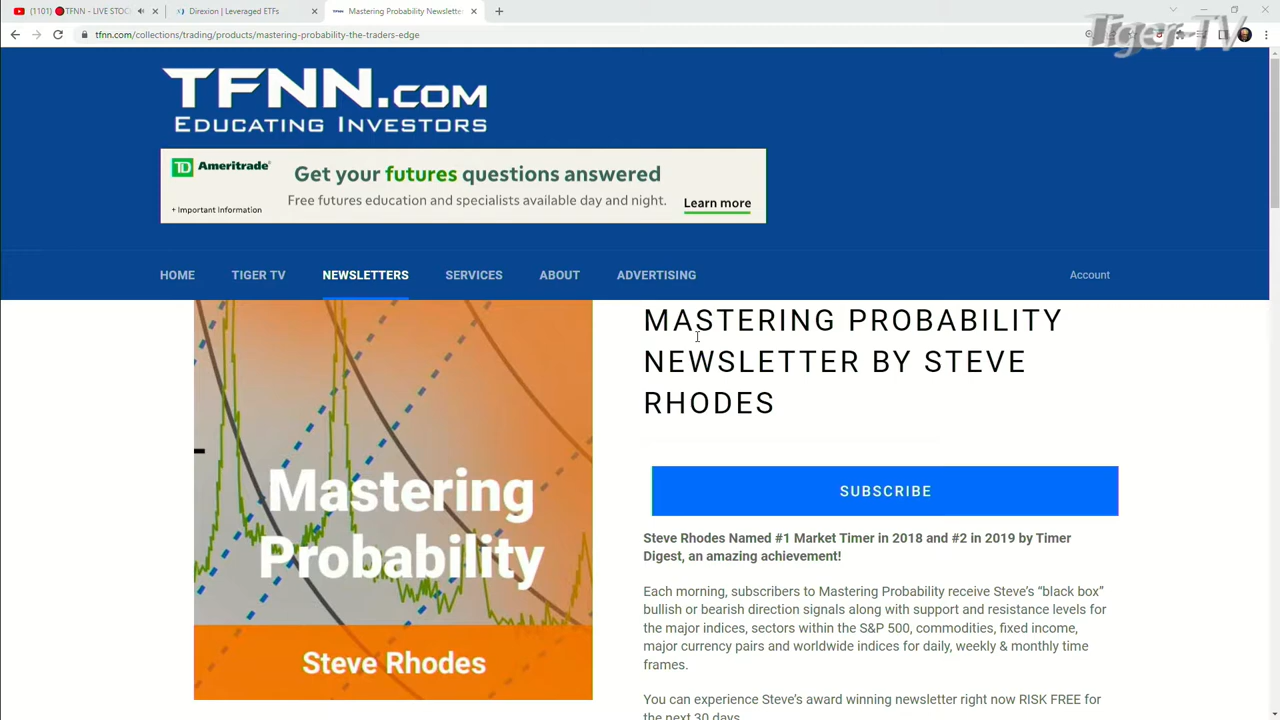 (1101) 🔴TFNN - LIVE STOC
Direxion | Leveraged ETFs
Mastering Probability Newslette
Tiger TV
tfnn.com/collections/trading/products/mastering-probability-the-traders-edge
TFNN.COM
EDUCATING INVESTORS
TD Ameritrade
Get your futures questions answered
Free futures education and specialists available day and night.
+ Important Information
Learn more
HOME TIGER TV NEWSLETTERS SERVICES ABOUT ADVERTISING Account
Mastering
Probability
Steve Rhodes
MASTERING PROBABILITY
NEWSLETTER BY STEVE
RHODES
SUBSCRIBE
Steve Rhodes Named #1 Market Timer in 2018 and #2 in 2019 by Timer
Digest, an amazing achievement!
Each morning, subscribers to Mastering Probability receive Steve's “black box”
bullish or bearish direction signals along with support and resistance levels for
the major indices, sectors within the S&P 500, commodities, fixed income,
major currency pairs and worldwide indices for daily, weekly & monthly time
frames.
You can experience Steve's award winning newsletter right now RISK FREE for
the next 30 days